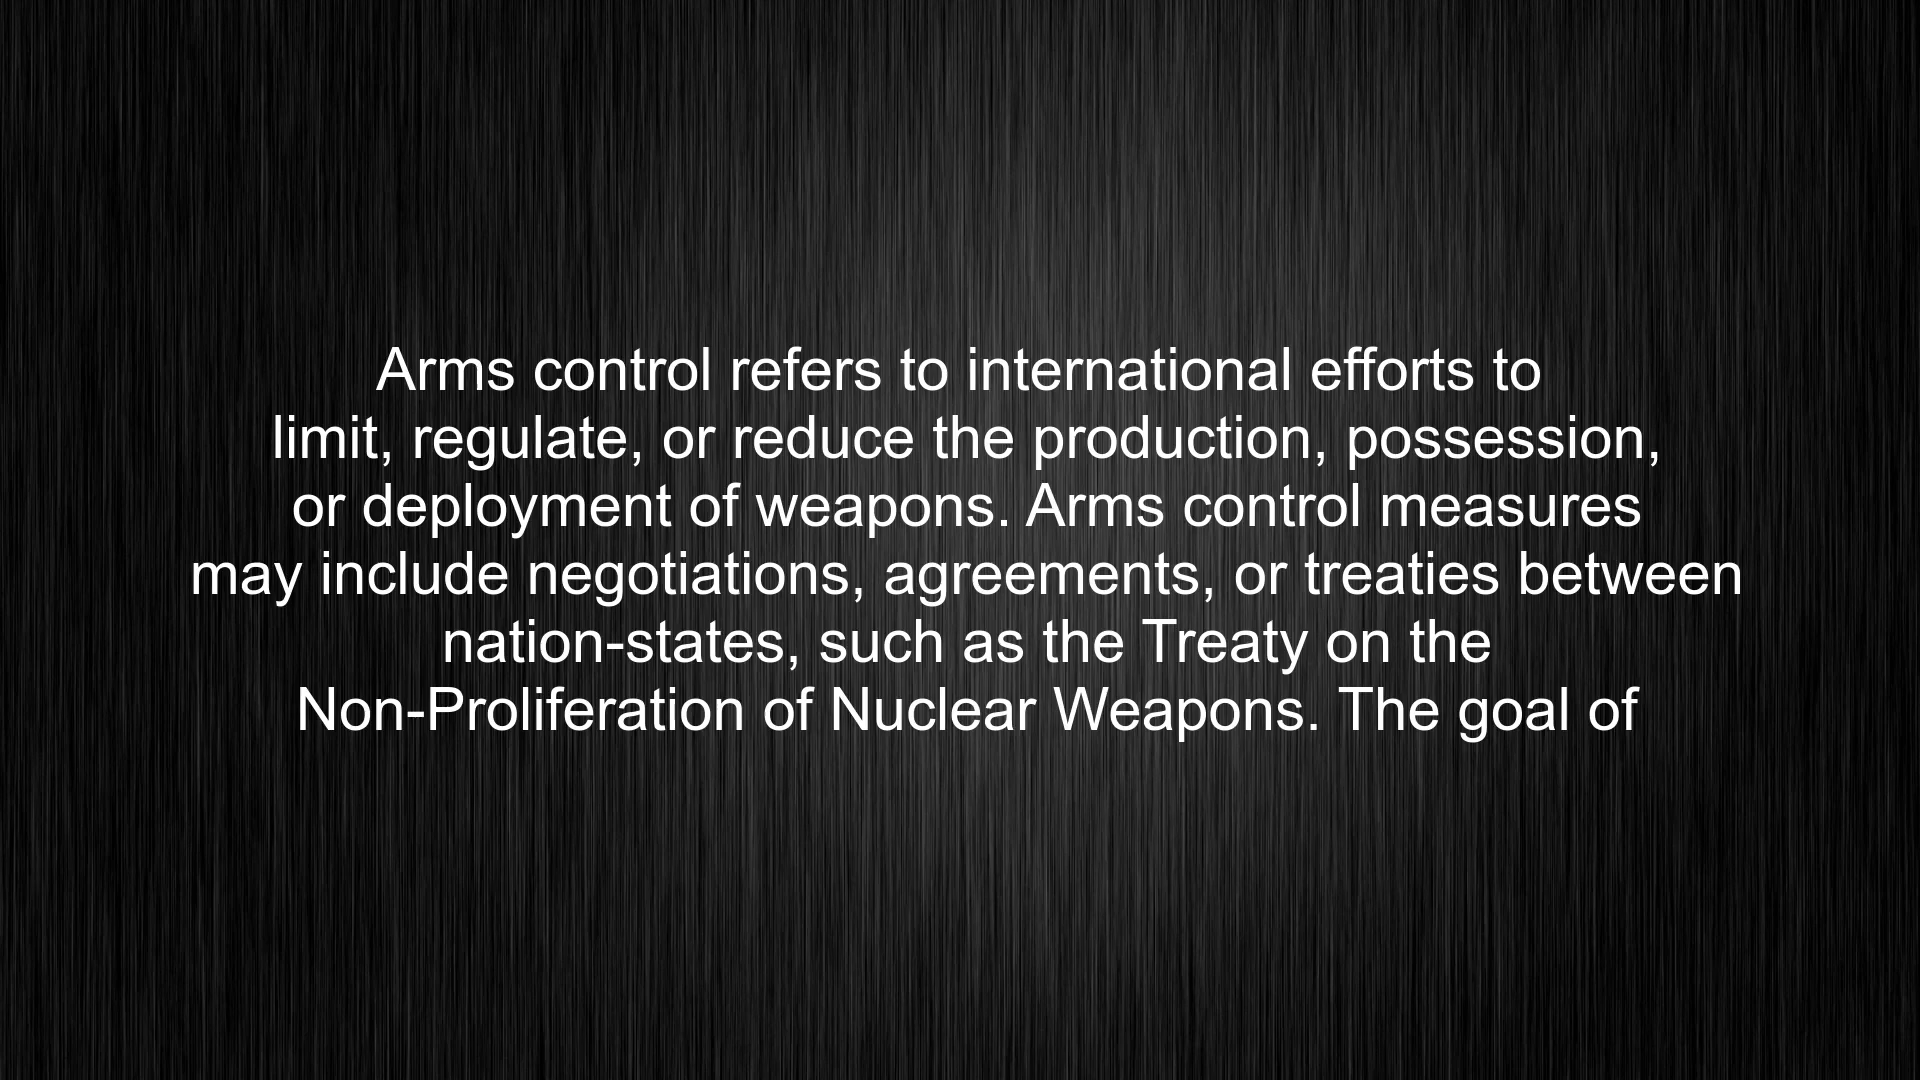 Arms control refers to international efforts to
limit, regulate, or reduce the production, possession,
or deployment of weapons. Arms control measures
may include negotiations, agreements, or treaties between
nation-states, such as the Treaty on the
Non-Proliferation of Nuclear Weapons. The goal of